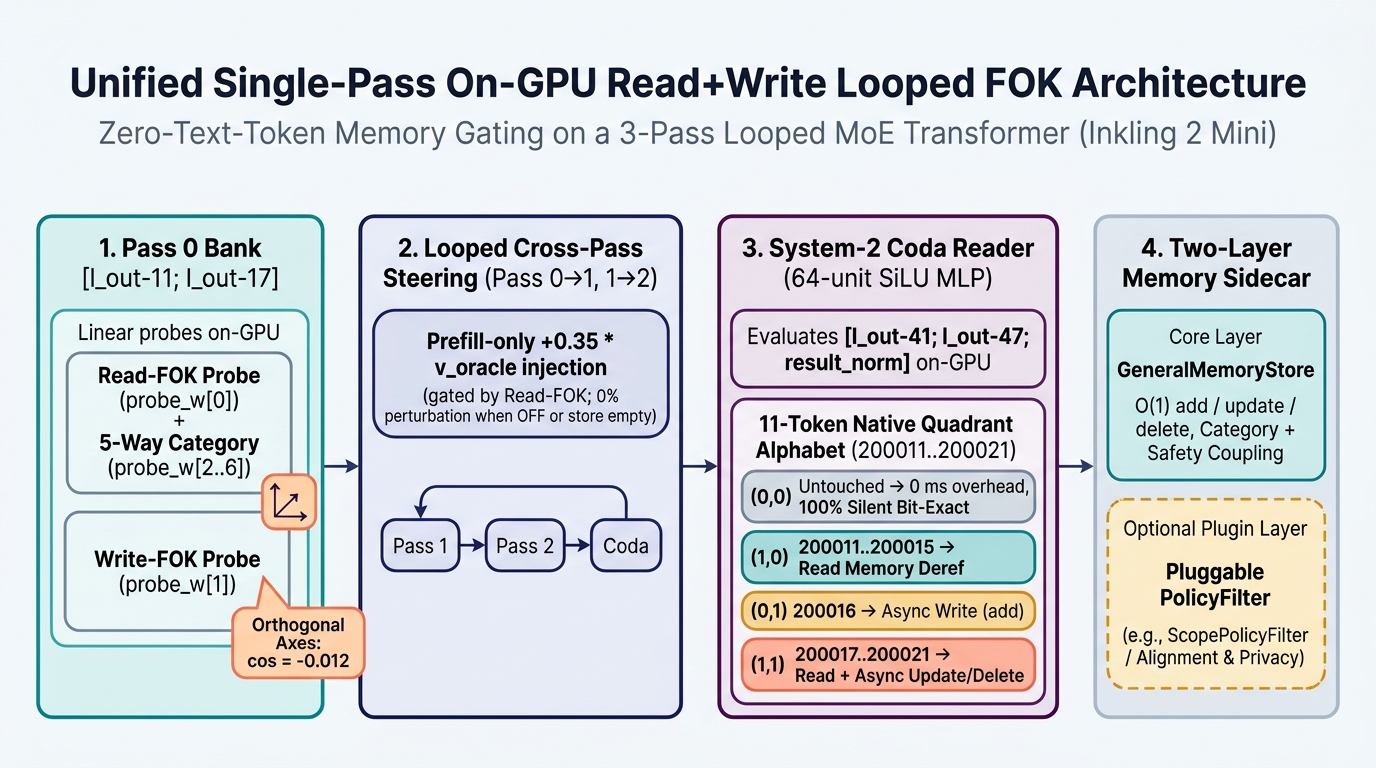 Unified Single-Pass On-GPU Read+Write Looped FOK Architecture
Zero-Text-Token Memory Gating on a 3-Pass Looped MoE Transformer (Inkling 2 Mini)
1. Pass 0 Bank
[l_out-11; l_out-17]
Linear probes on-GPU
Read-FOK Probe
(probe_w[0])
+
5-Way Category
(probe_w[2..6])
Write-FOK Probe
(probe_w[1])
Orthogonal
Axes:
cos = -0.012
2. Looped Cross-Pass
Steering (Pass 0→1, 1→2)
Prefill-only +0.35 *
v_oracle injection
(gated by Read-FOK; 0%
perturbation when OFF or store empty)
Pass 1
Pass 2
Coda
3. System-2 Coda Reader
(64-unit SiLU MLP)
Evaluates [l_out-41; l_out-47;
result_norm] on-GPU
11-Token Native Quadrant
Alphabet (200011..200021)
(0,0) Untouched → 0 ms overhead,
100% Silent Bit-Exact
(1,0) 200011..200015 →
Read Memory Deref
(0,1) 200016 → Async Write (add)
(1,1) 200017..200021 →
Read + Async Update/Delete
4. Two-Layer
Memory Sidecar
Core Layer
GeneralMemoryStore
O(1) add / update /
delete, Category +
Safety Coupling
Optional Plugin Layer
Pluggable
PolicyFilter
(e.g., ScopePolicyFilter
/ Alignment & Privacy)